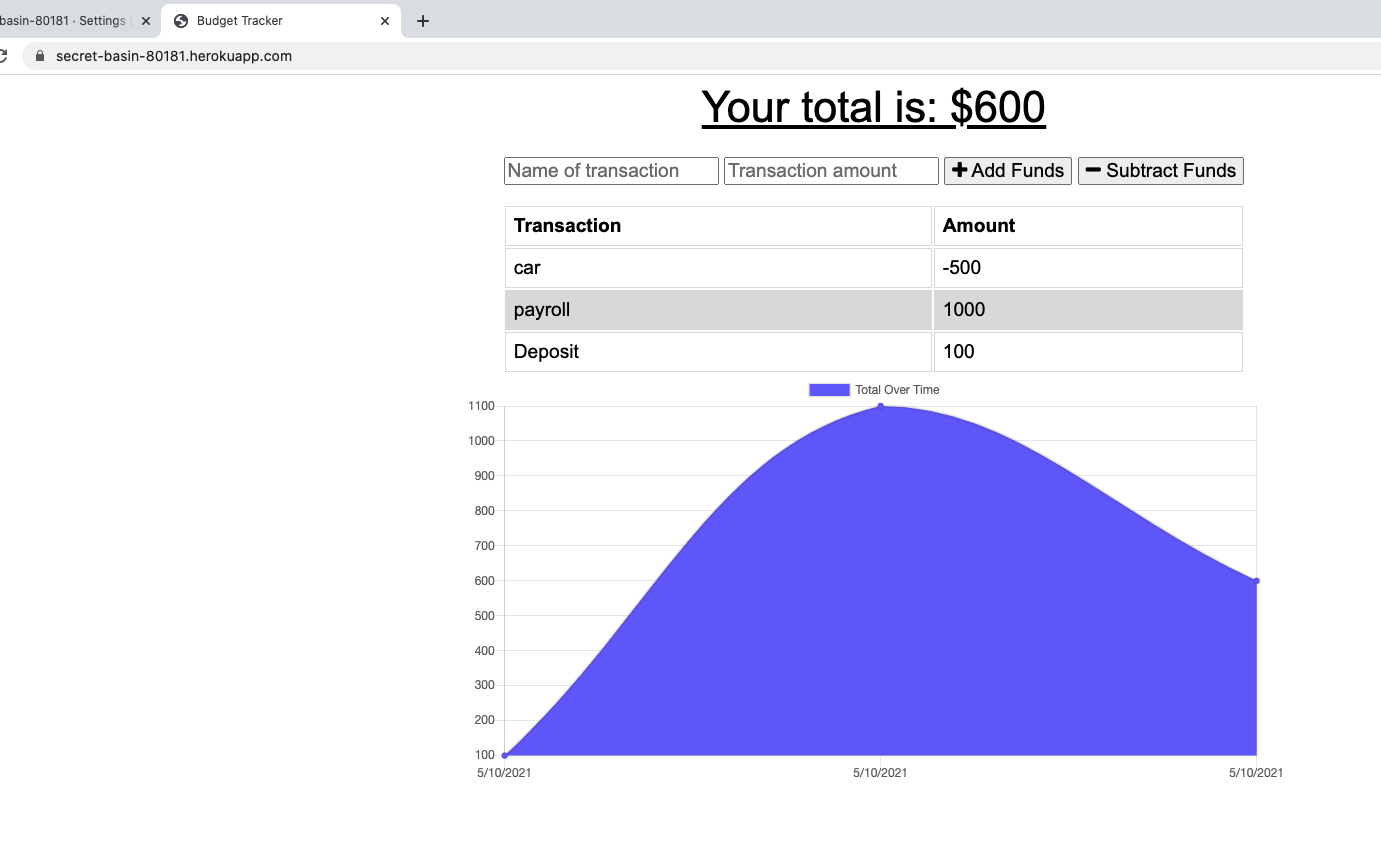 basin-80181 · Settings
Budget Tracker
secret-basin-80181.herokuapp.com
Your total is: $600
Name of transaction Transaction amount Add Funds Subtract Funds
Transaction Amount
car -500
payroll 1000
Deposit 100
Total Over Time
1100
1000
900
800
700
600
500
400
300
200
100
5/10/2021 5/10/2021 5/10/2021